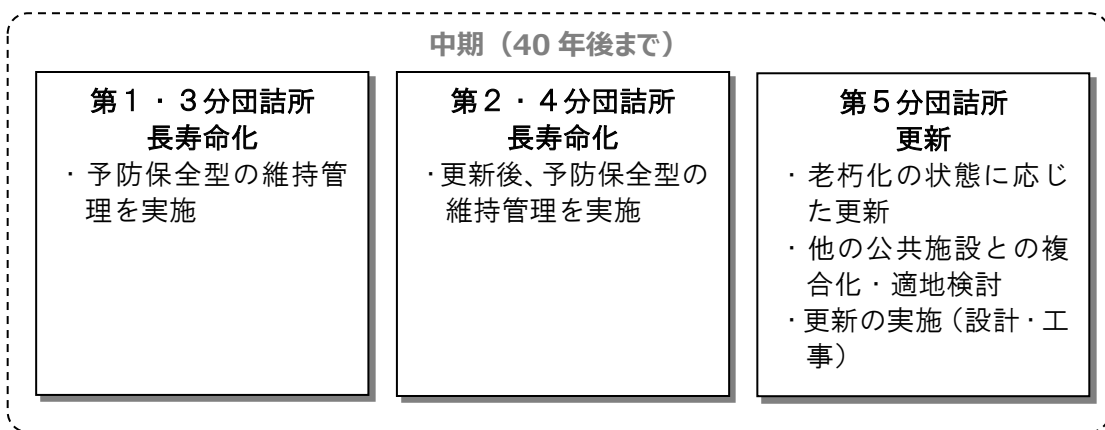 中期（40 年後まで）
第１・３分団詰所
長寿命化
・予防保全型の維持管
理を実施
第２・４分団詰所
長寿命化
・更新後、予防保全型の
維持管理を実施
第５分団詰所
更新
・老朽化の状態に応じ
た更新
・他の公共施設との複
合化・適地検討
・更新の実施（設計・工
事）